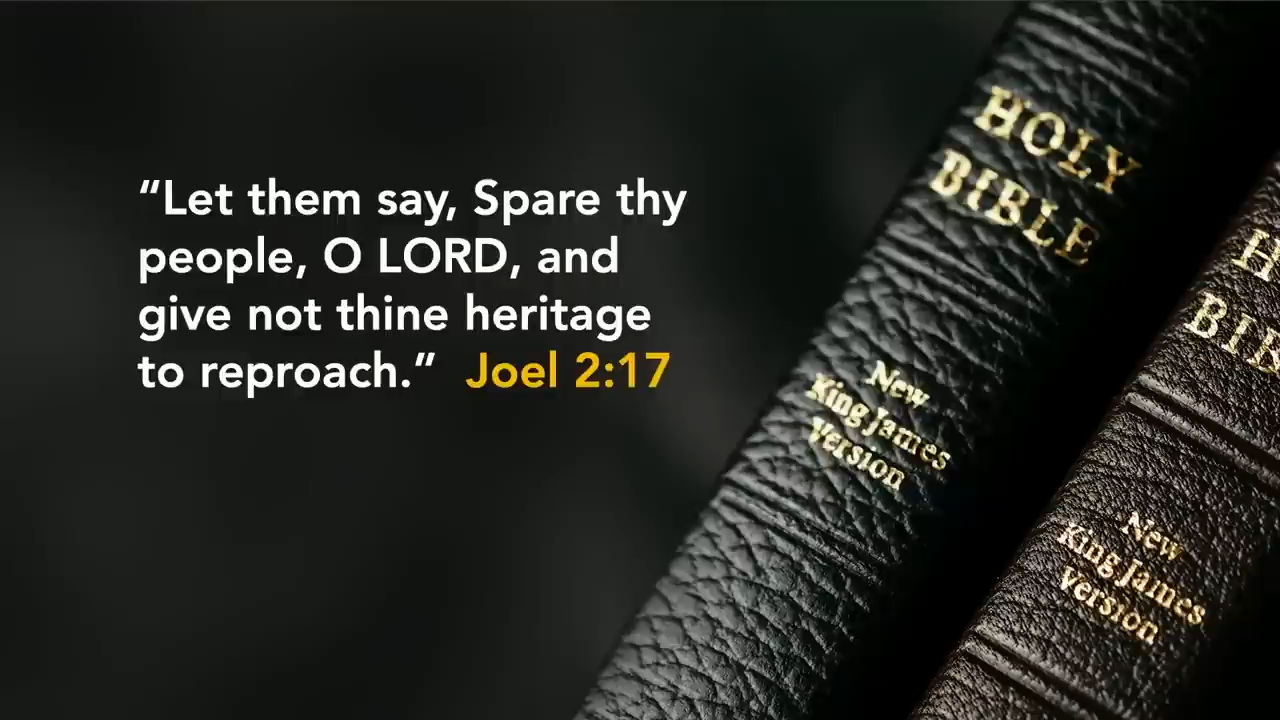 “Let them say, Spare thy
people, O LORD, and
give not thine heritage
to reproach.” Joel 2:17
HOLY
BIBLE
New
King James
Version
H
BIB
New
King James
Version